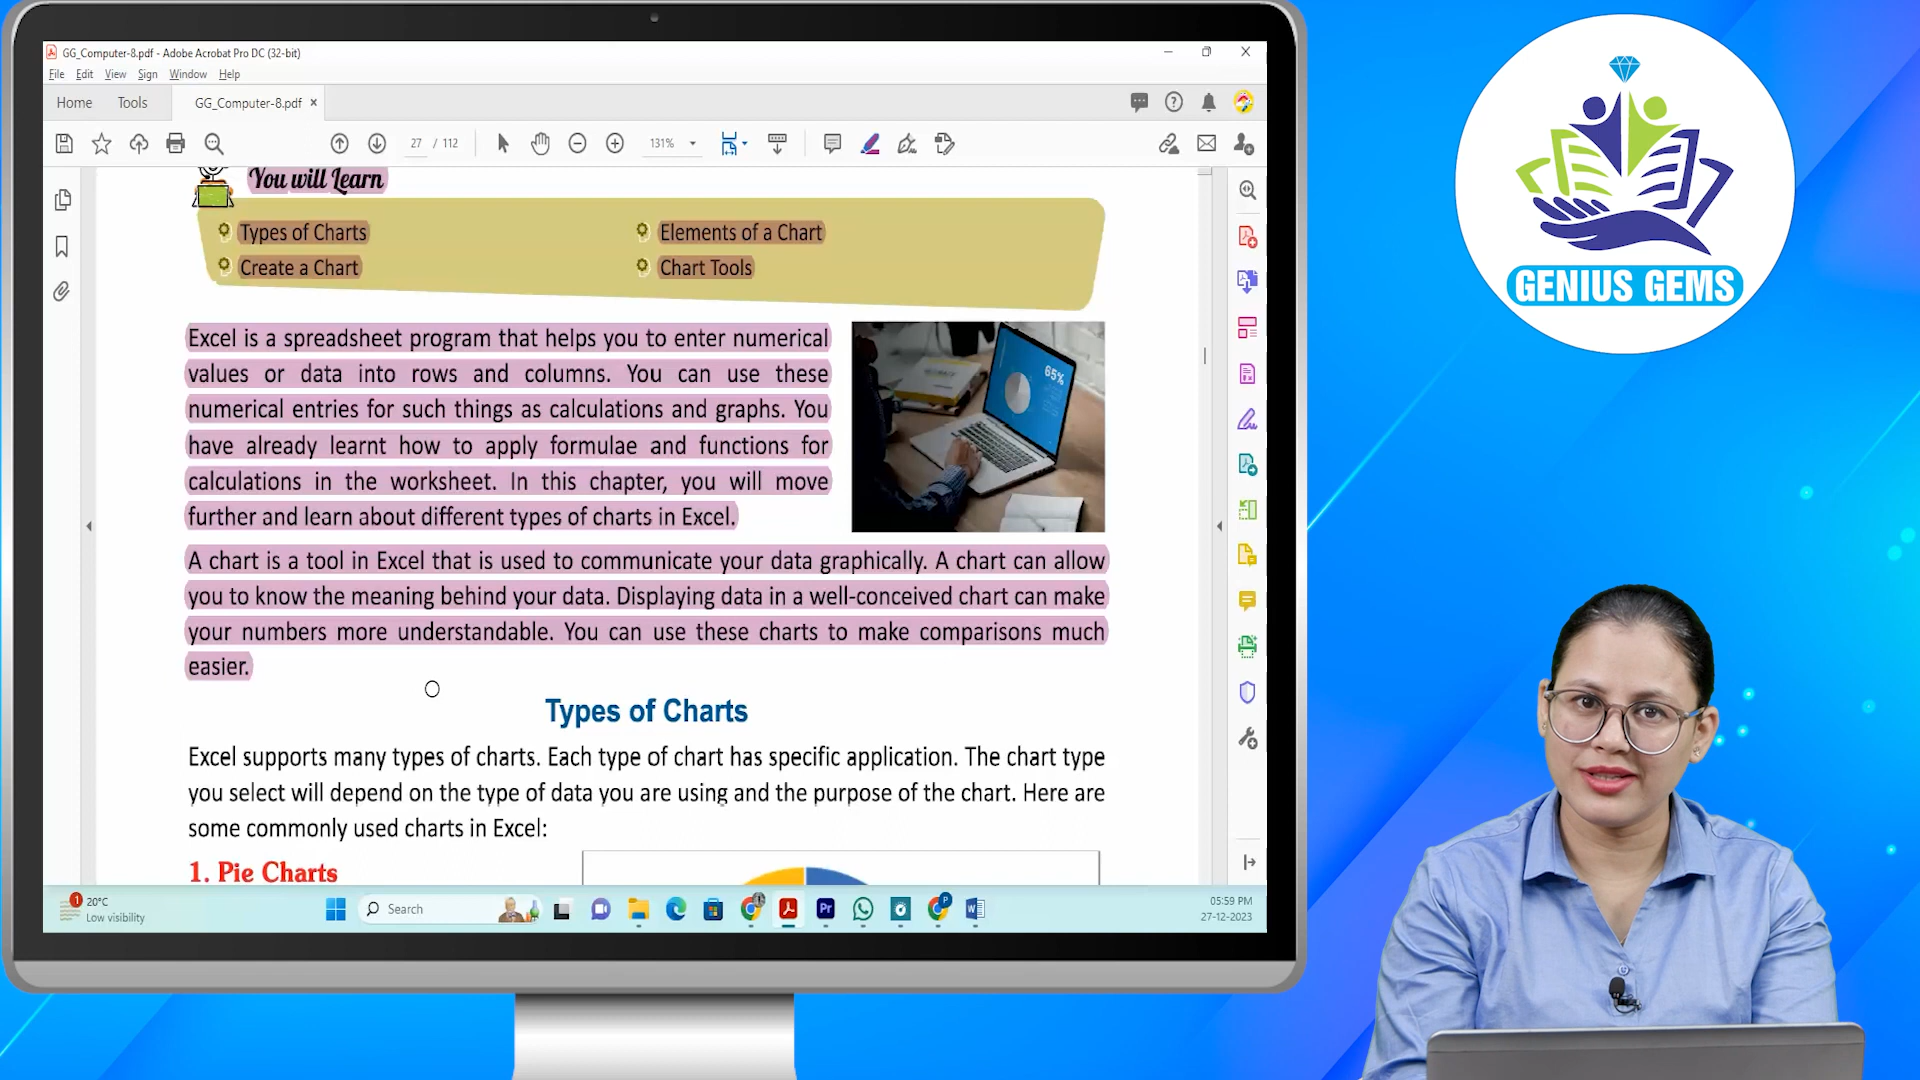 GG_Computer-8.pdf - Adobe Acrobat Pro DC (32-bit)
File Edit View Sign Window Help
Home Tools GG_Computer-8.pdf ×
27 / 112 131%
You will Learn
Types of Charts Elements of a Chart
Create a Chart Chart Tools
Excel is a spreadsheet program that helps you to enter numerical
values or data into rows and columns. You can use these
numerical entries for such things as calculations and graphs. You
have already learnt how to apply formulae and functions for
calculations in the worksheet. In this chapter, you will move
further and learn about different types of charts in Excel.
65%
A chart is a tool in Excel that is used to communicate your data graphically. A chart can allow
you to know the meaning behind your data. Displaying data in a well-conceived chart can make
your numbers more understandable. You can use these charts to make comparisons much
easier.
Types of Charts
Excel supports many types of charts. Each type of chart has specific application. The chart type
you select will depend on the type of data you are using and the purpose of the chart. Here are
some commonly used charts in Excel:
1. Pie Charts
1 20°C
Low visibility
Search
Pr
P
05:59 PM
27-12-2023
GENIUS GEMS